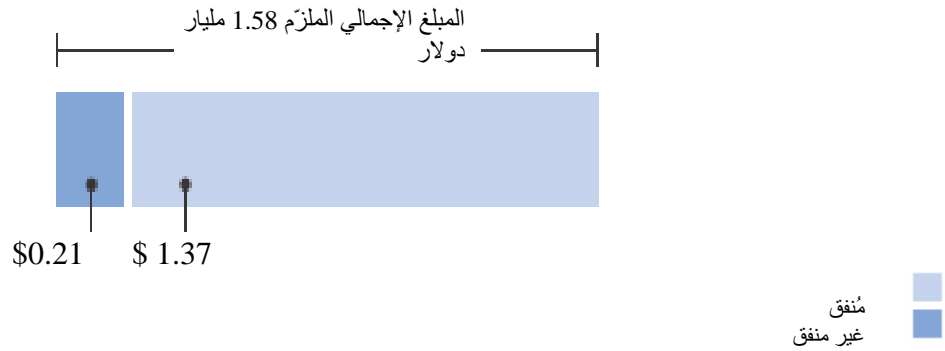 المبلغ الإجمالي الملزّم 1.58 مليار
دولار
$0.21
$ 1.37
مُنفق
غير منفق